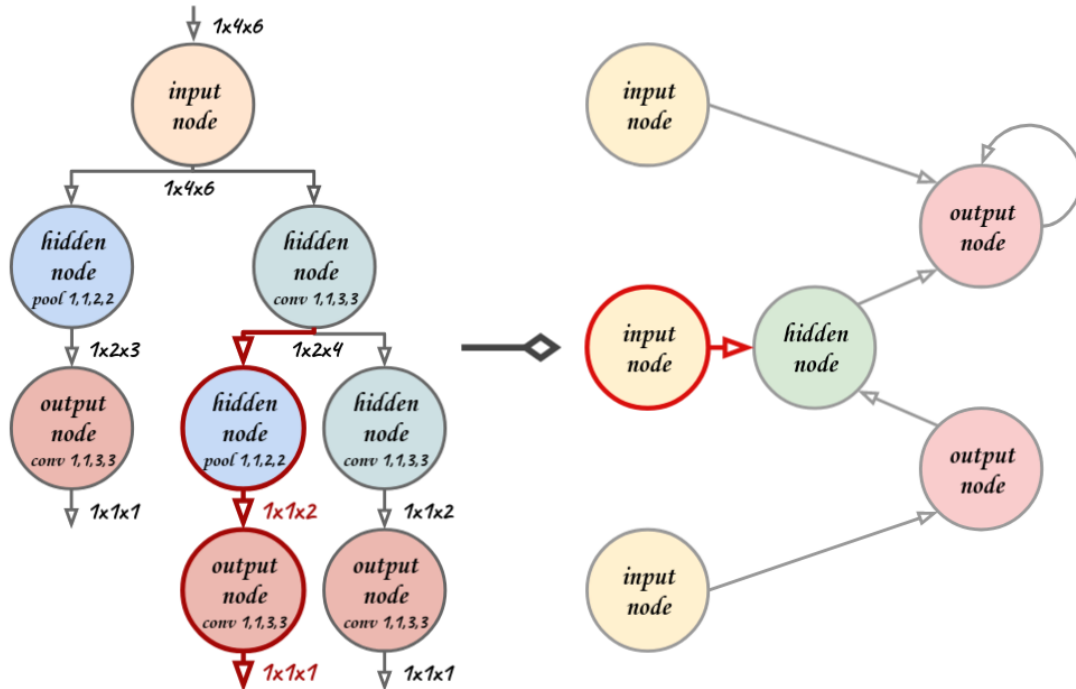 1x4x6
input
node
1x4x6
hidden
node
pool 1,1,2,2
hidden
node
conv 1,1,3,3
1x2x3
1x2x4
output
node
conv 1,1,3,3
hidden
node
pool 1,1,2,2
hidden
node
conv 1,1,3,3
1x1x1
1x1x2
1x1x2
output
node
conv 1,1,3,3
output
node
conv 1,1,3,3
1x1x1
1x1x1
input
node
output
node
input
node
hidden
node
output
node
input
node